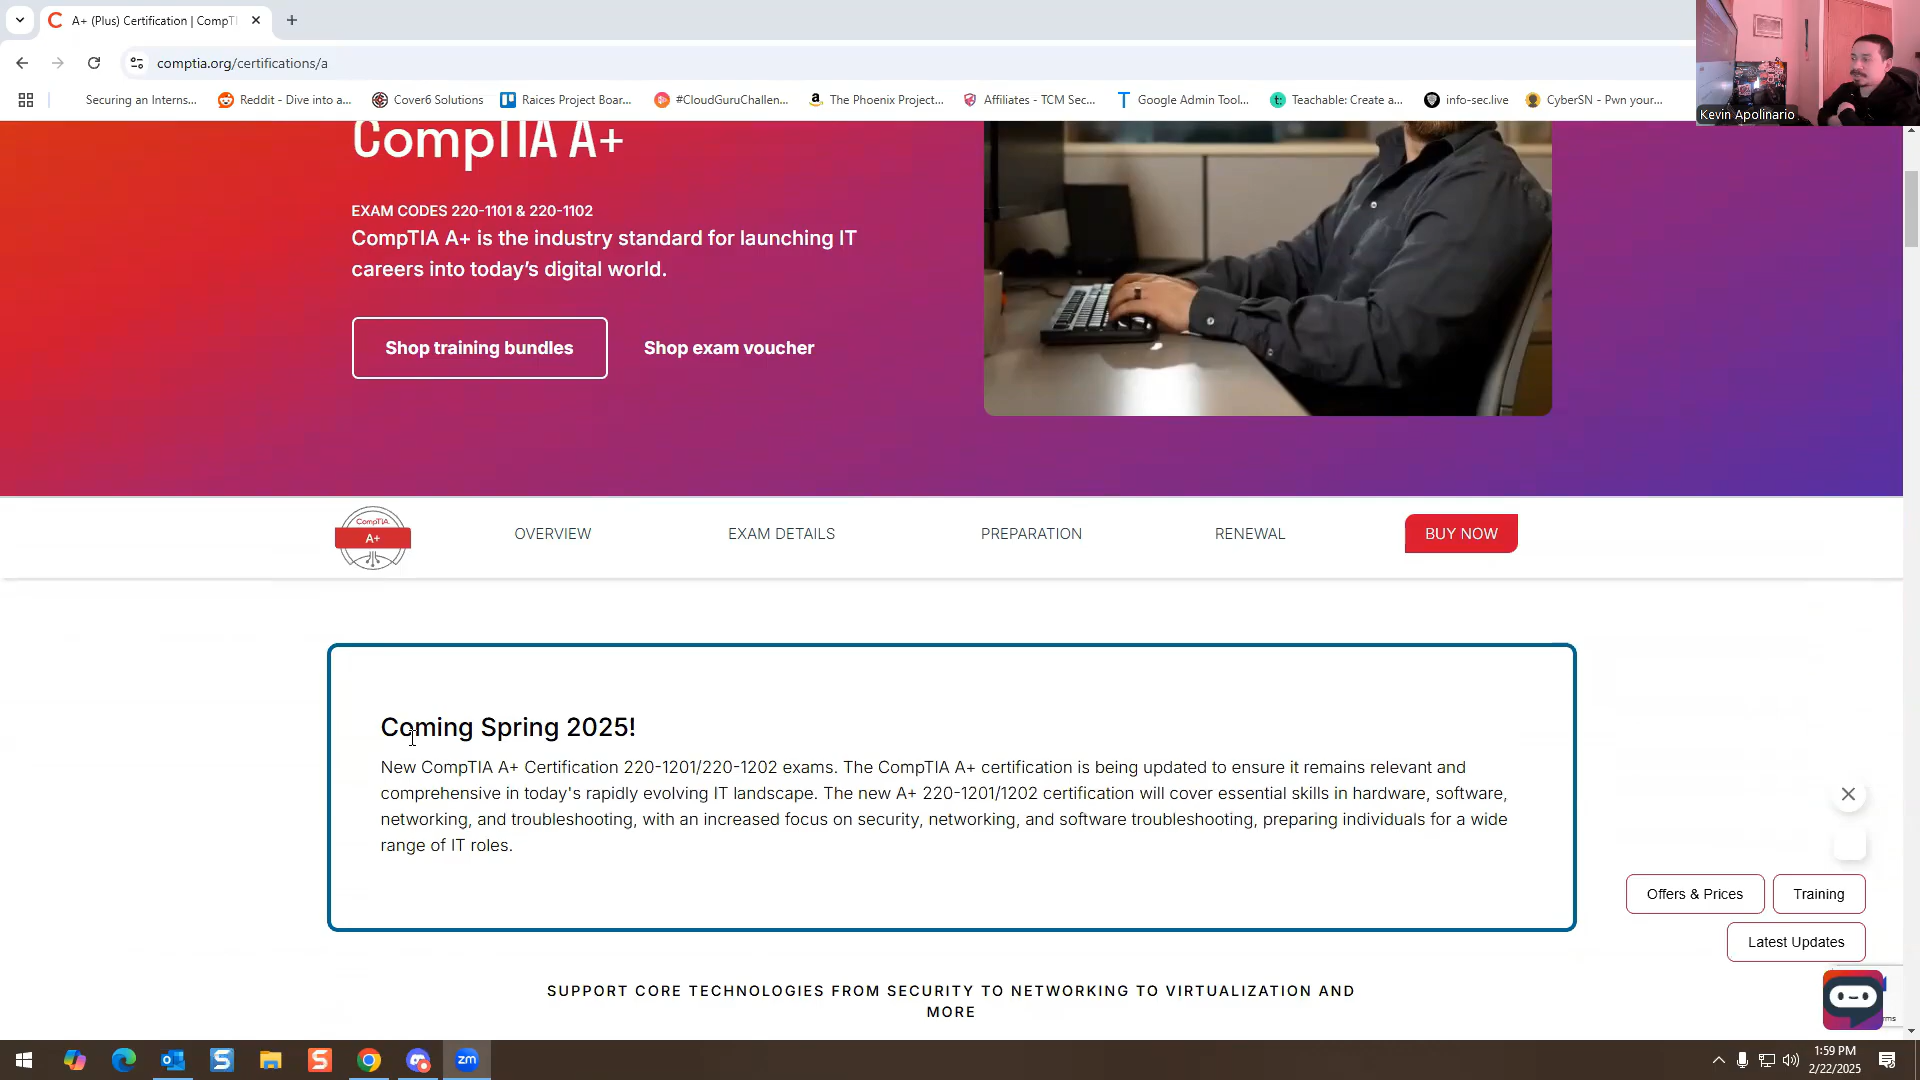 A+ (Plus) Certification | CompTI
comptia.org/certifications/a
Securing an Interns...
Reddit - Dive into a...
Cover6 Solutions
Raices Project Boar...
#CloudGuruChallen...
The Phoenix Project...
Affiliates - TCM Sec...
Google Admin Tool...
Teachable: Create a...
info-sec.live
CyberSN - Pwn your...
Kevin Apolinario
CompTIA A+
EXAM CODES 220-1101 & 220-1102
CompTIA A+ is the industry standard for launching IT
careers into today’s digital world.
Shop training bundles
Shop exam voucher
CompTIA.
A+
OVERVIEW
EXAM DETAILS
PREPARATION
RENEWAL
BUY NOW
Coming Spring 2025!
New CompTIA A+ Certification 220-1201/220-1202 exams. The CompTIA A+ certification is being updated to ensure it remains relevant and
comprehensive in today's rapidly evolving IT landscape. The new A+ 220-1201/1202 certification will cover essential skills in hardware, software,
networking, and troubleshooting, with an increased focus on security, networking, and software troubleshooting, preparing individuals for a wide
range of IT roles.
Offers & Prices
Training
Latest Updates
SUPPORT CORE TECHNOLOGIES FROM SECURITY TO NETWORKING TO VIRTUALIZATION AND
MORE
zm
1:59 PM
2/22/2025